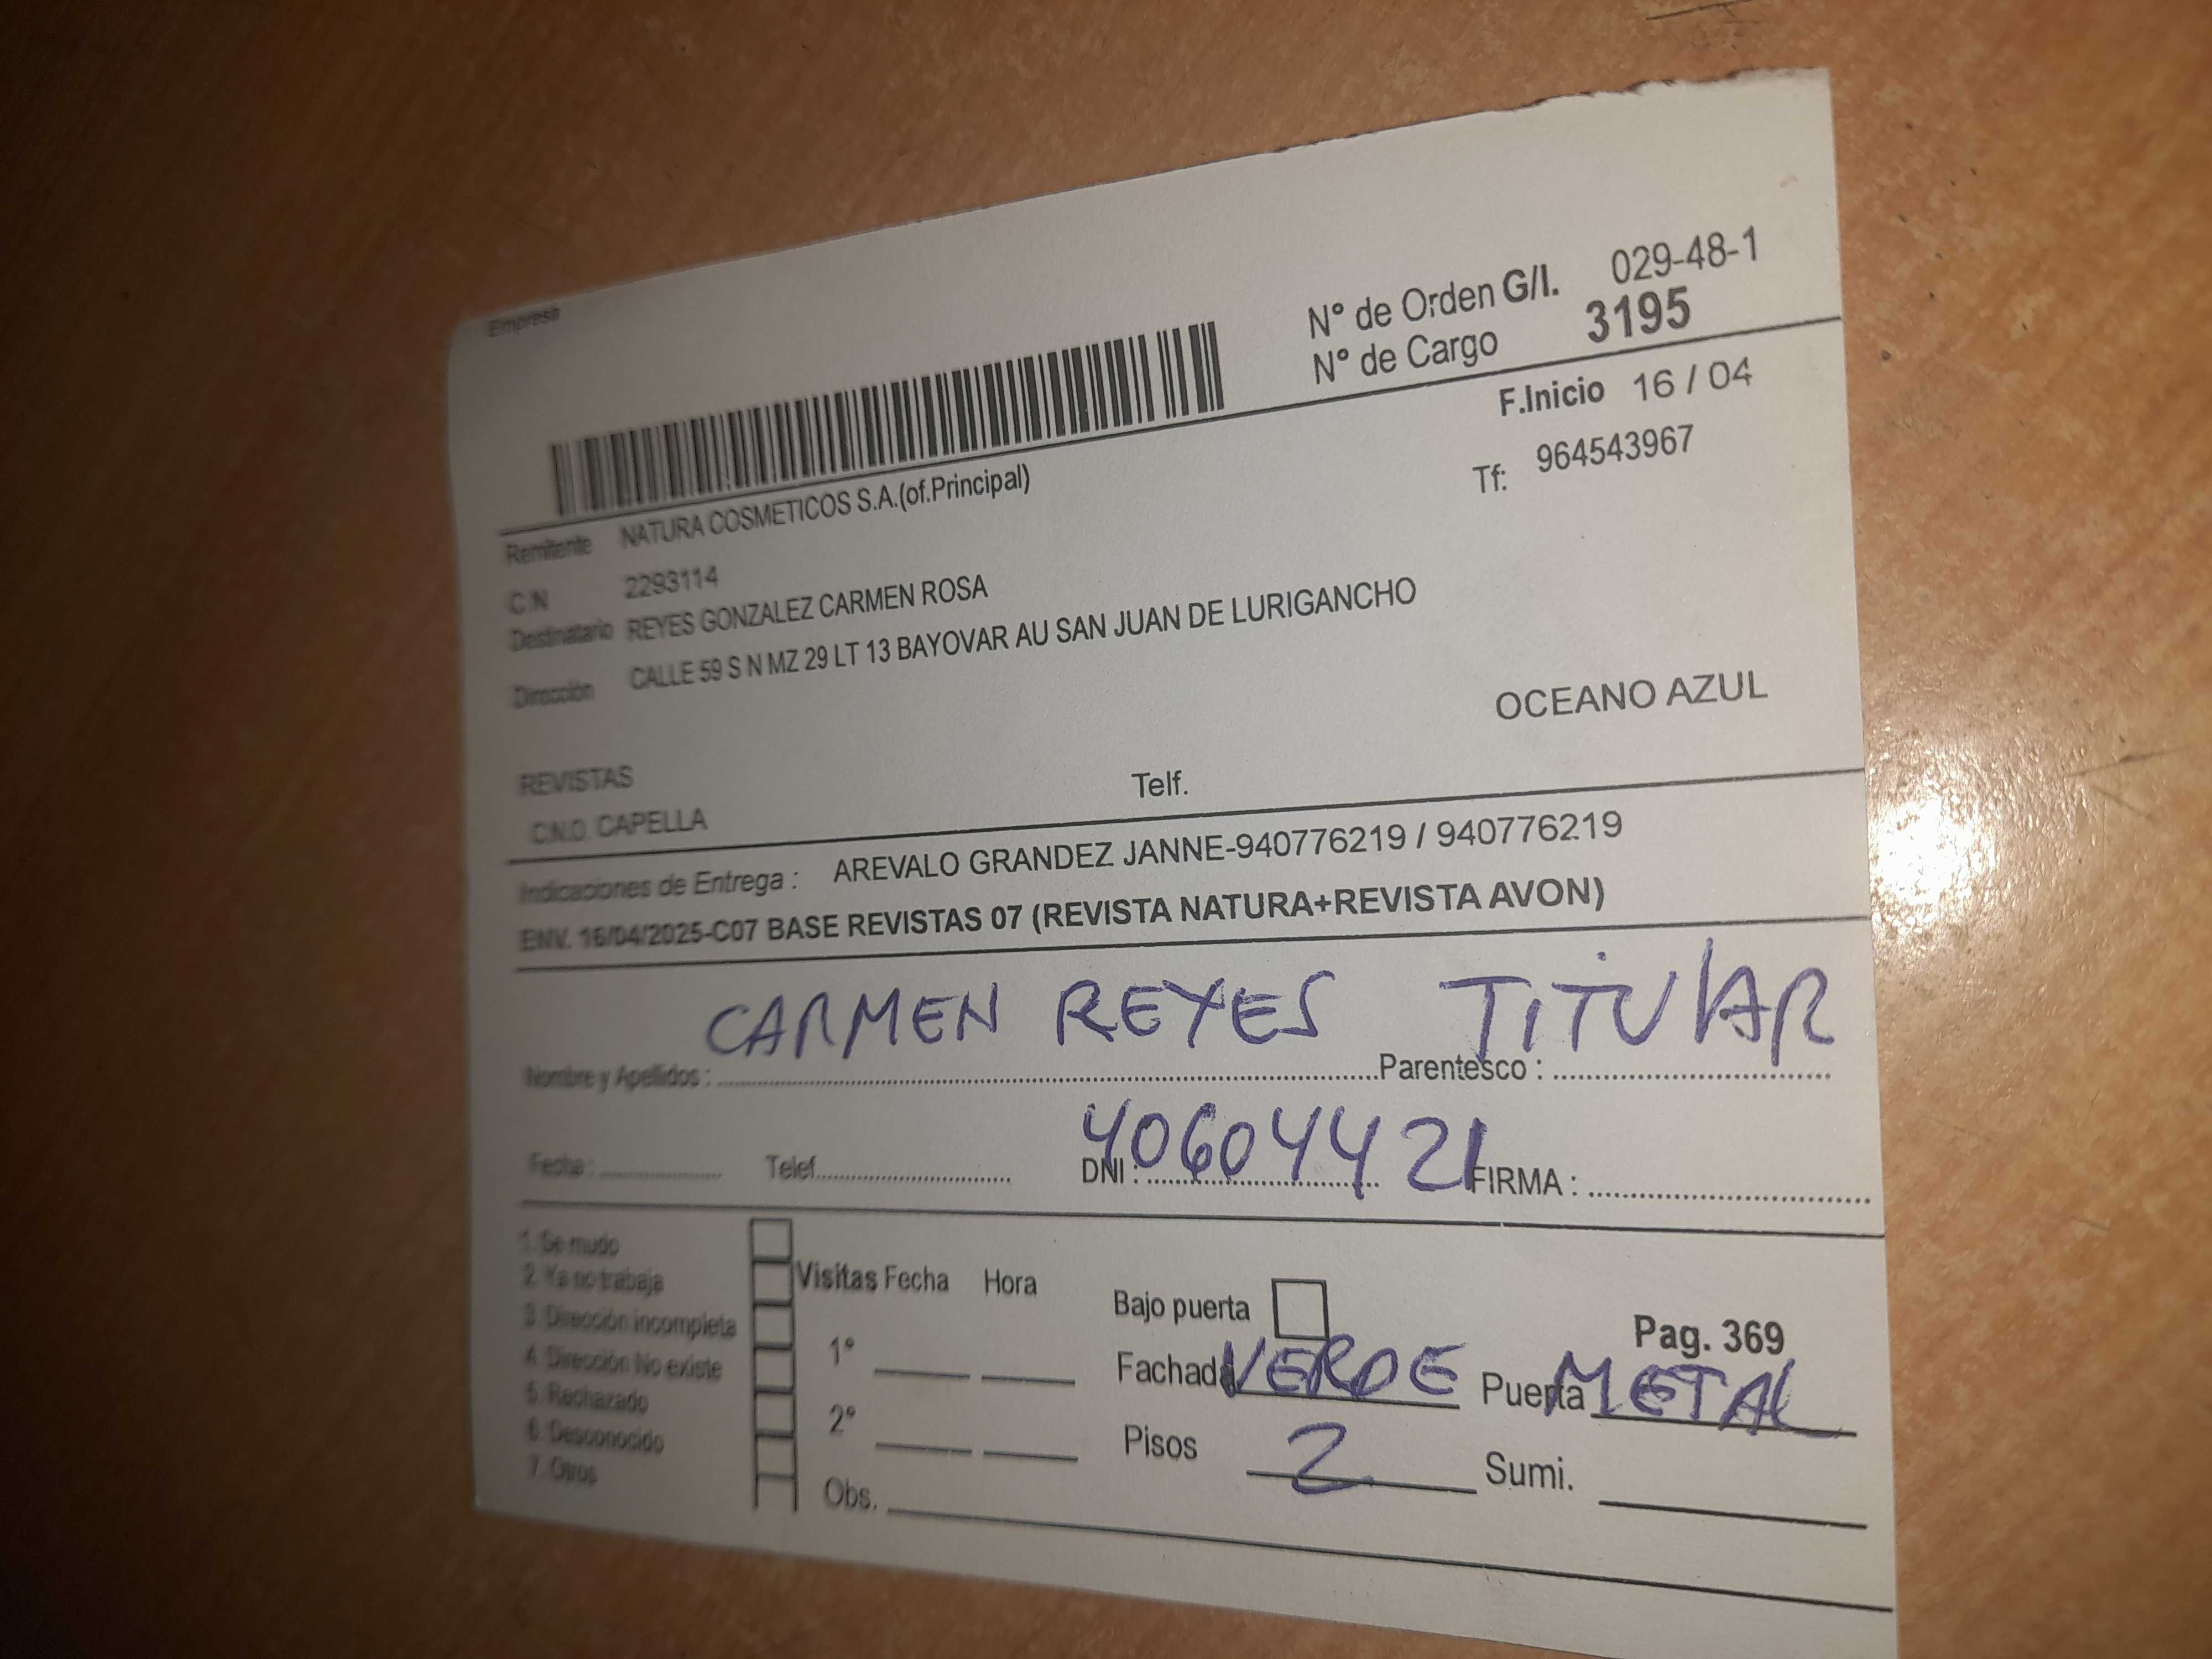 Empresa
Nº de Orden G/I. 029-48-1
Nº de Cargo 3195
F.Inicio 16 / 04
Tf: 964543967
Remitente NATURA COSMETICOS S.A.(of.Principal)
C.N 2293114
Destinatario REYES GONZALEZ CARMEN ROSA
Dirección CALLE 59 S N MZ 29 LT 13 BAYOVAR AU SAN JUAN DE LURIGANCHO
OCEANO AZUL
REVISTAS Telf.
C.N.O. CAPELLA
Indicaciones de Entrega : AREVALO GRANDEZ JANNE-940776219 / 940776219
ENV. 16/04/2025-C07 BASE REVISTAS 07 (REVISTA NATURA+REVISTA AVON)
Nombre y Apellidos : CARMEN REYES Parentesco : TITULAR
Fecha : Telef. DNI : 40604421 FIRMA :
1. Se mudo
2. Ya no trabaja
3. Dirección incompleta
4. Dirección No existe
5. Rechazado
6. Desconocido
7. Otros
Visitas Fecha Hora
1º
2º
Obs.
Bajo puerta
Pag. 369
Fachada VERDE Puerta METAL
Pisos 2 Sumi.